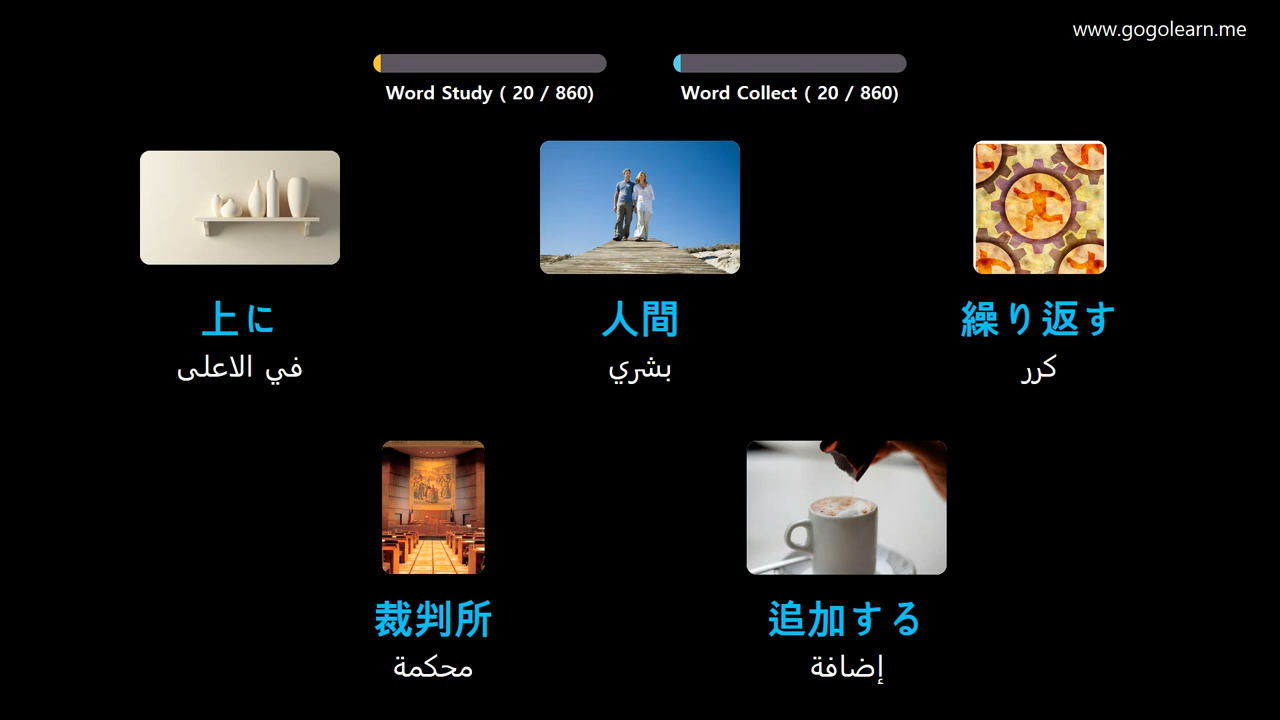 www.gogolearn.me
Word Study ( 20 / 860)
Word Collect ( 20 / 860)
上に
في الاعلى
人間
بشري
繰り返す
كرر
裁判所
محكمة
追加する
إضافة